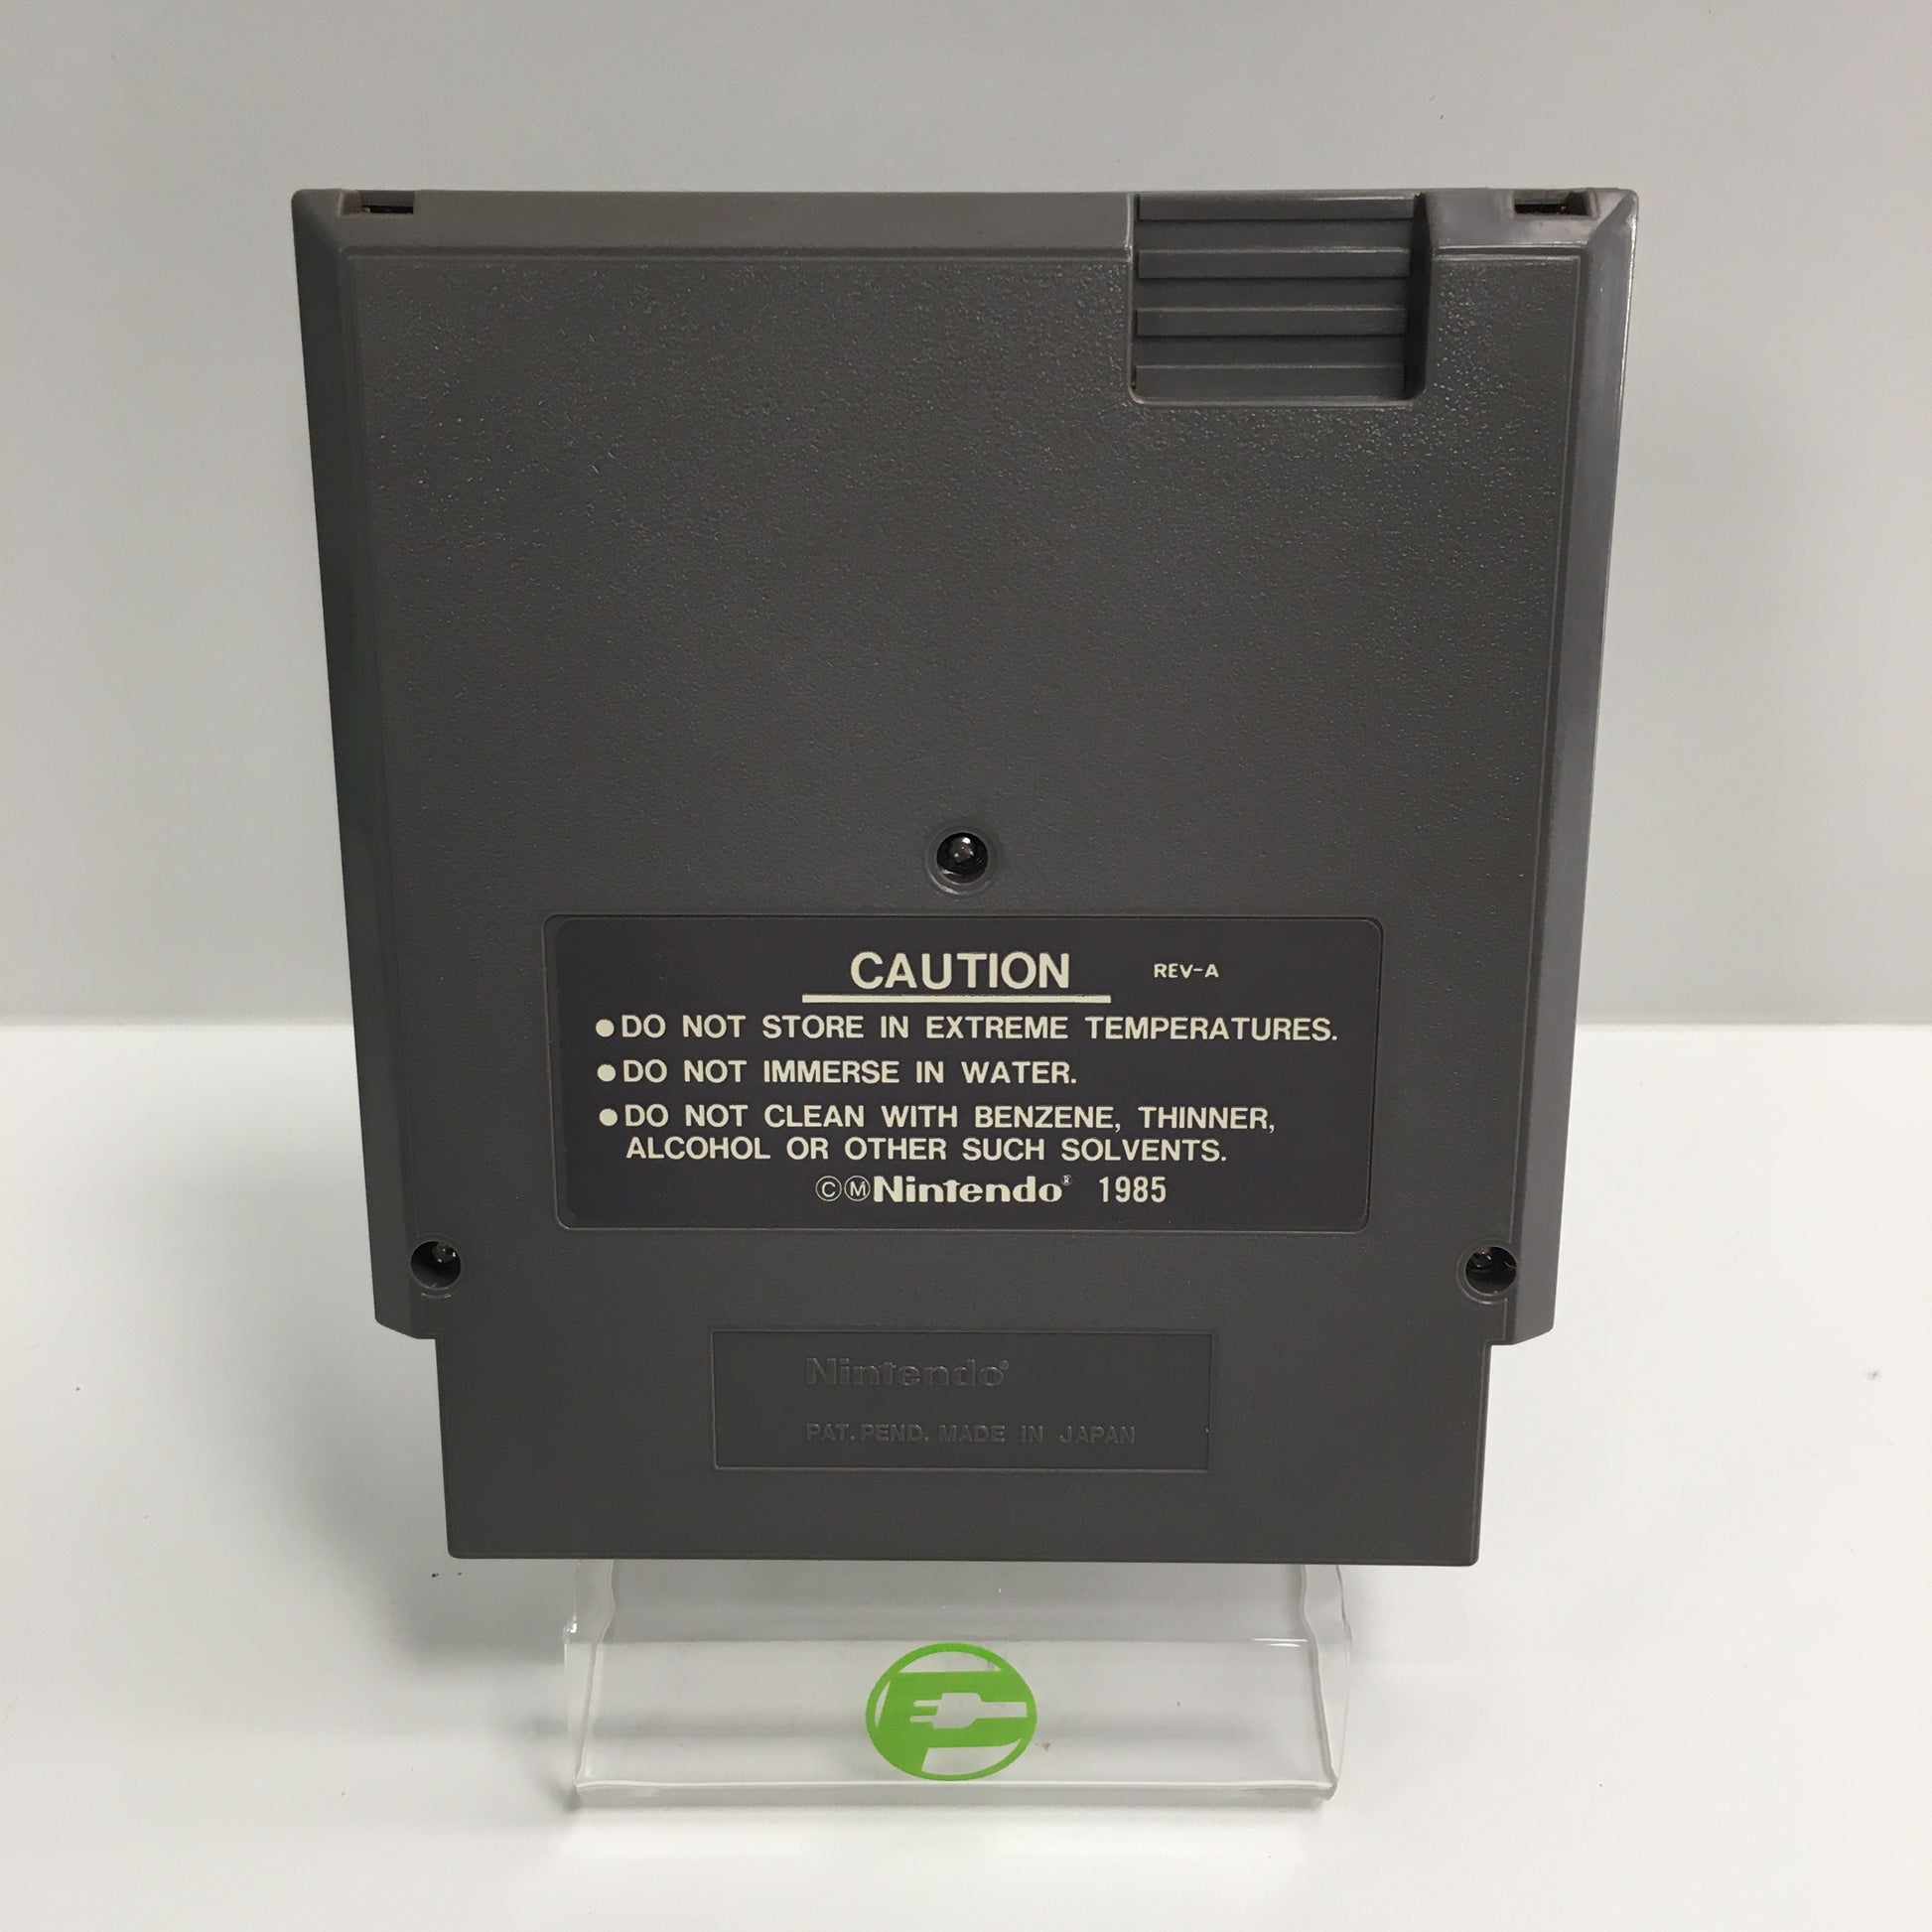 CAUTION REV-A
●DO NOT STORE IN EXTREME TEMPERATURES.
●DO NOT IMMERSE IN WATER.
●DO NOT CLEAN WITH BENZENE, THINNER,
ALCOHOL OR OTHER SUCH SOLVENTS.
ⒸⓂNintendo® 1985
Nintendo®
PAT. PEND. MADE IN JAPAN